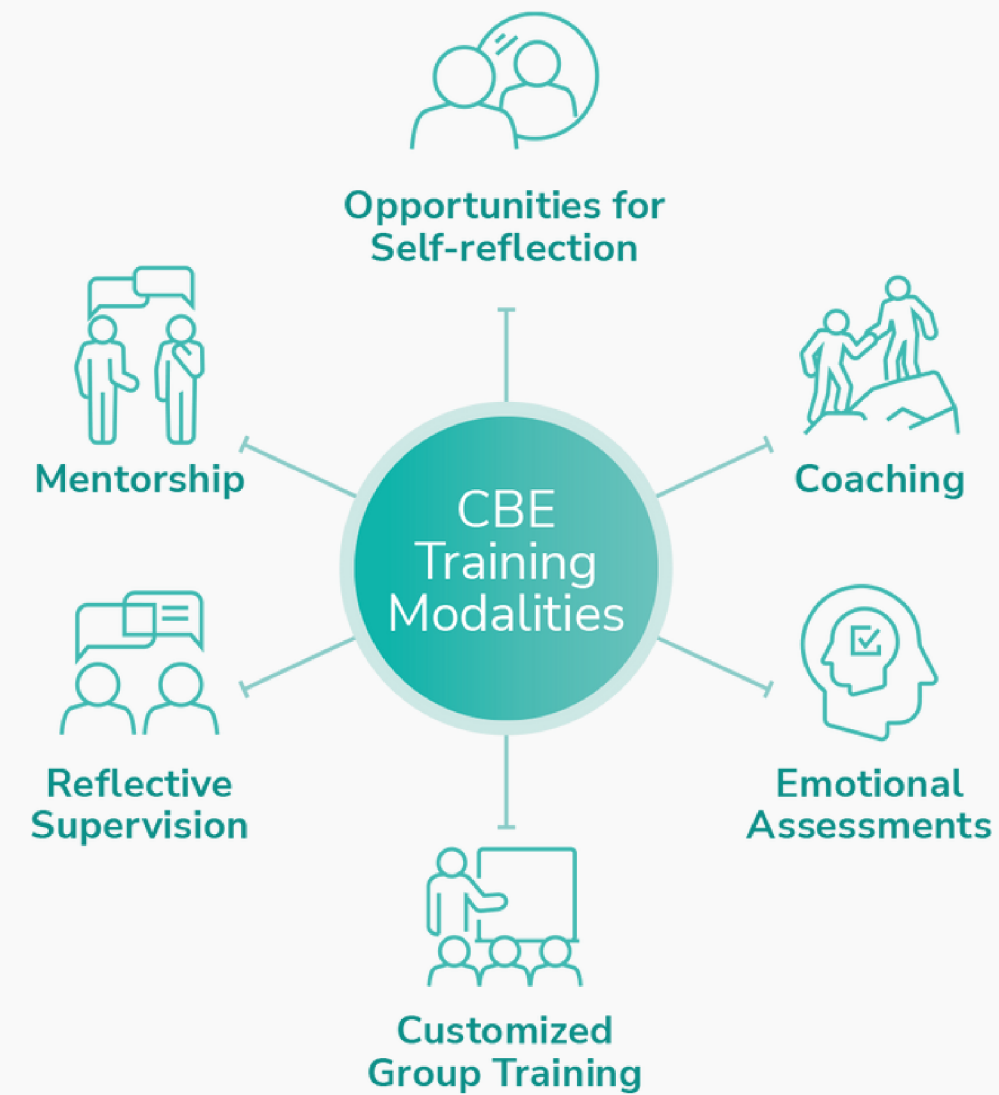 Opportunities for
Self-reflection
Mentorship
Coaching
CBE
Training
Modalities
Reflective
Supervision
Emotional
Assessments
Customized
Group Training